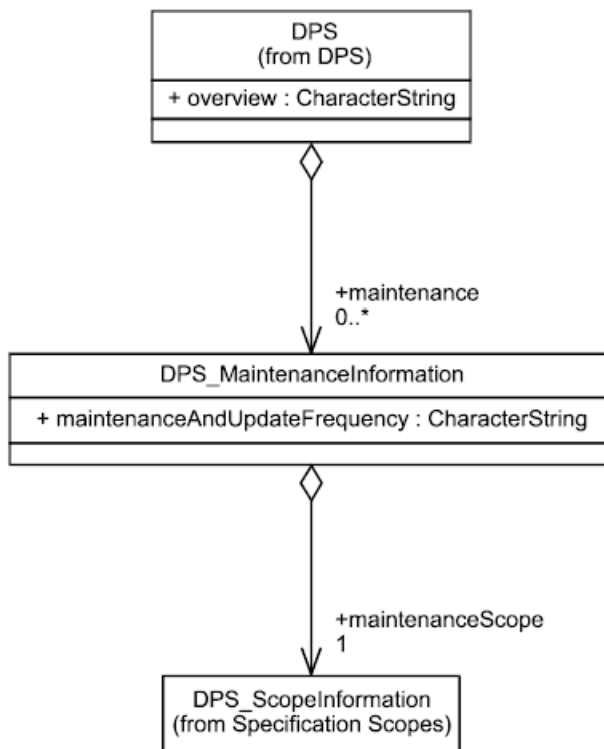 DPS
(from DPS)
+ overview : CharacterString
+maintenance
0..*
DPS_MaintenanceInformation
+ maintenanceAndUpdateFrequency : CharacterString
+maintenanceScope
1
DPS_ScopeInformation
(from Specification Scopes)